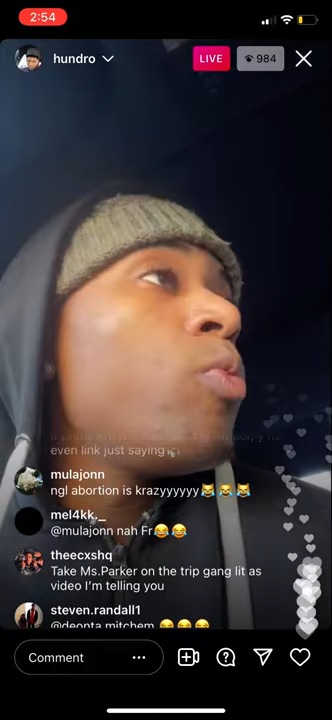 2:54
hundro
LIVE
984
even link just saying
mulajonn
ngl abortion is krazyyyyyy😹😂😹
mel4kk._
@mulajonn nah Fr😂😂
theecxshq
Take Ms.Parker on the trip gang lit as
video I’m telling you
steven.randall1
@deonta.mitchem 😂😂😂
Comment